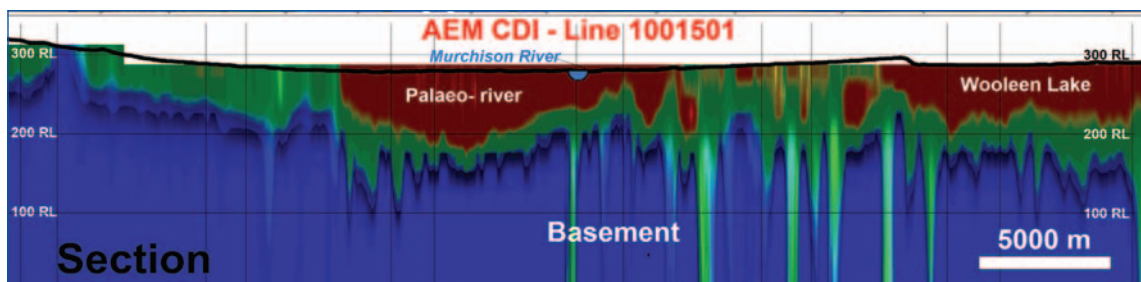 AEM CDI - Line 1001501
300 RL
Murchison River
300 RL
Palaeo- river
Wooleen Lake
200 RL
200 RL
100 RL
100 RL
Basement
5000 m
Section